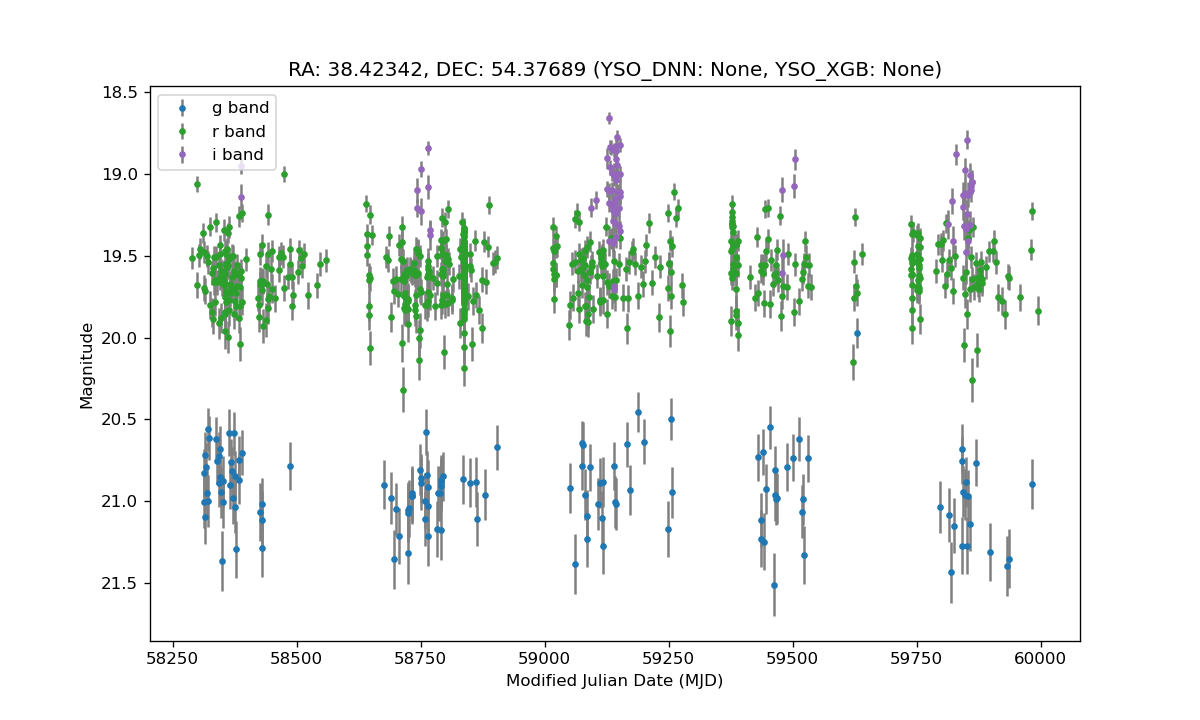 RA: 38.42342, DEC: 54.37689 (YSO_DNN: None, YSO_XGB: None)
g band
r band
i band
18.5
19.0
19.5
20.0
20.5
21.0
21.5
Magnitude
58250 58500 58750 59000 59250 59500 59750 60000
Modified Julian Date (MJD)